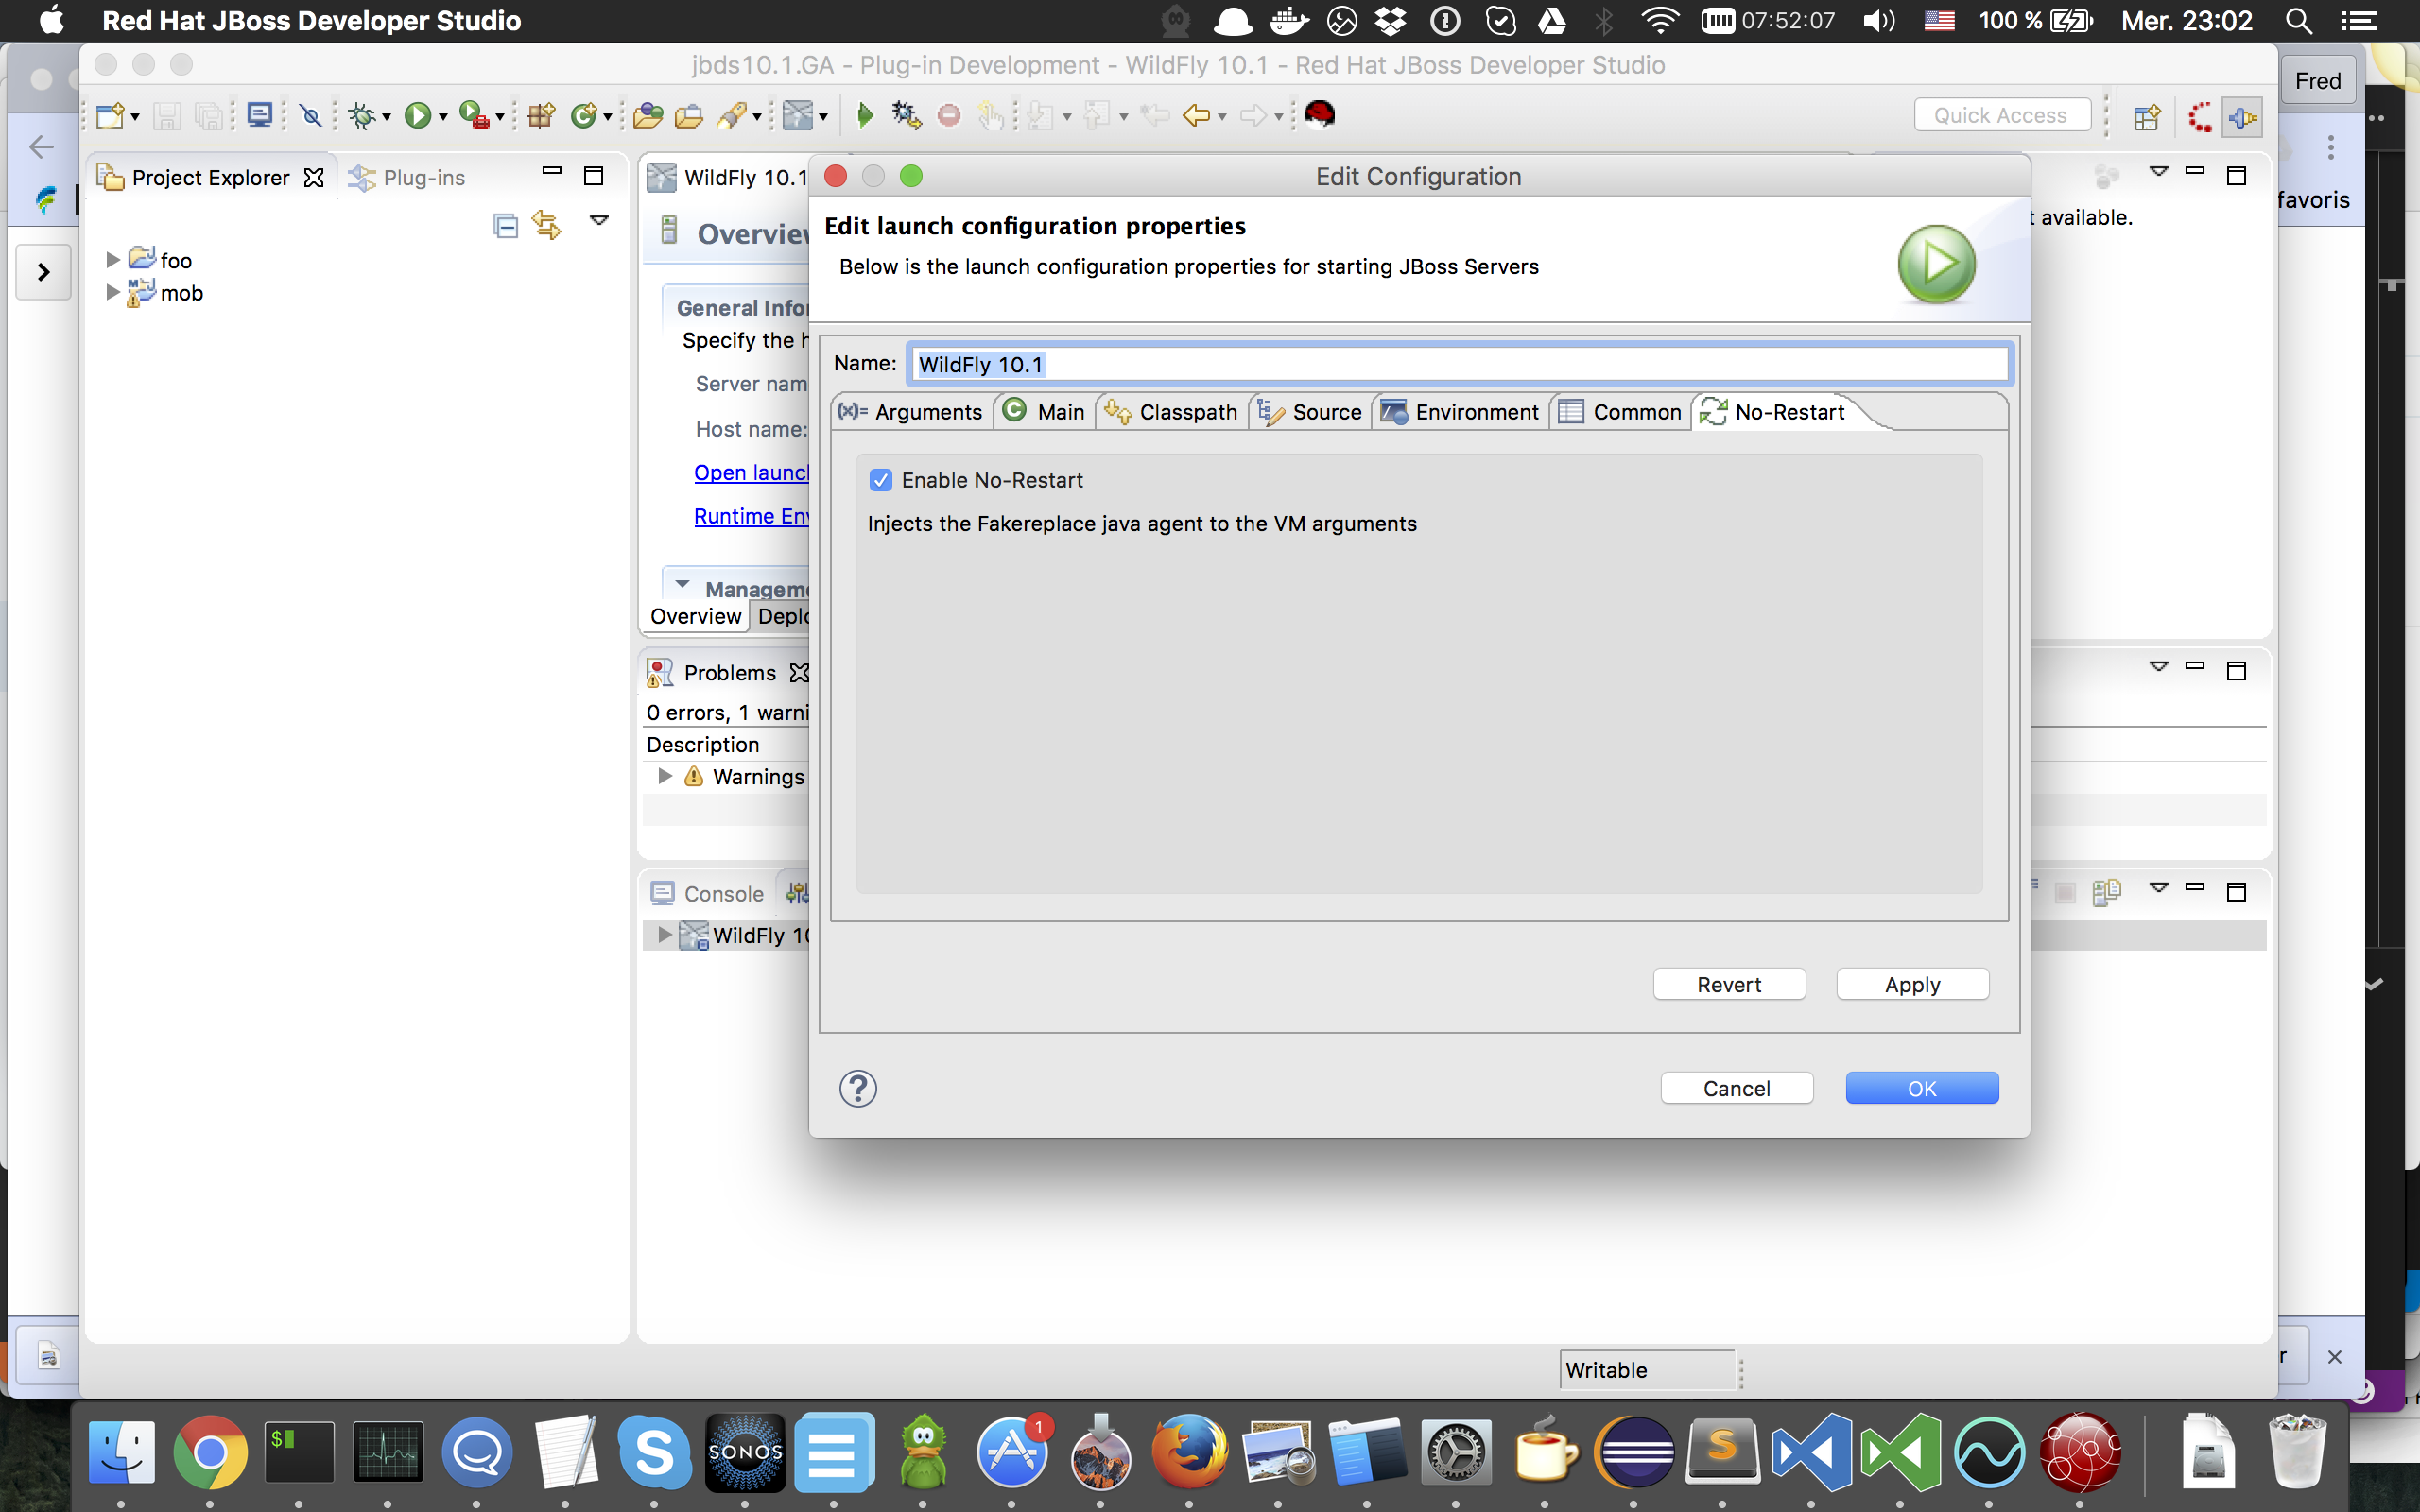 Red Hat JBoss Developer Studio
07:52:07
100 %
Mer. 23:02
jbds10.1.GA - Plug-in Development - WildFly 10.1 - Red Hat JBoss Developer Studio
Fred
Quick Access
Project Explorer
Plug-ins
WildFly 10.1
Edit Configuration
favoris
Overview
Edit launch configuration properties
t available.
Below is the launch configuration properties for starting JBoss Servers
foo
mob
General Infor
Specify the h
Name:
WildFly 10.1
Server nam
(x)= Arguments
Main
Classpath
Source
Environment
Common
No-Restart
Host name:
Open launch
Enable No-Restart
Runtime Env
Injects the Fakereplace java agent to the VM arguments
Manageme
Overview
Deplo
Problems
0 errors, 1 warni
Description
Warnings
Console
WildFly 10
Revert
Apply
?
Cancel
OK
Writable
r
$
S
SONOS
1
S